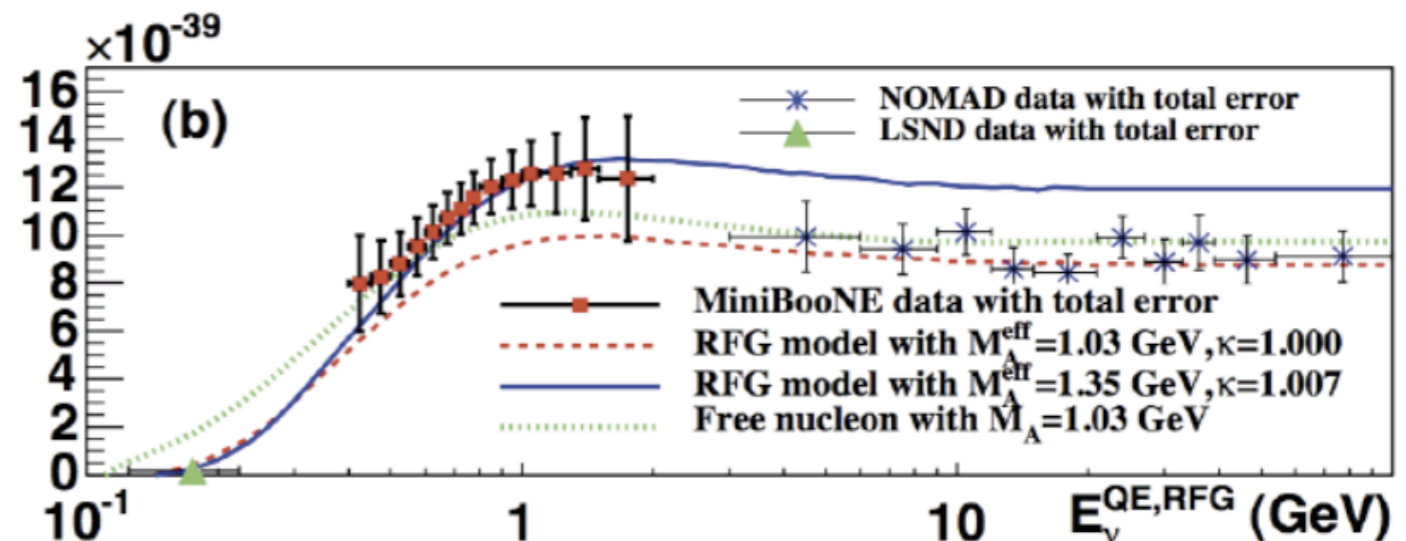 ×10⁻³⁹
16
14
12
10
8
6
4
2
0
(b)
NOMAD data with total error
LSND data with total error
MiniBooNE data with total error
RFG model with M_A^eff=1.03 GeV,κ=1.000
RFG model with M_A^eff=1.35 GeV,κ=1.007
Free nucleon with M_A=1.03 GeV
10⁻¹ 1 10 E_ν^QE,RFG (GeV)